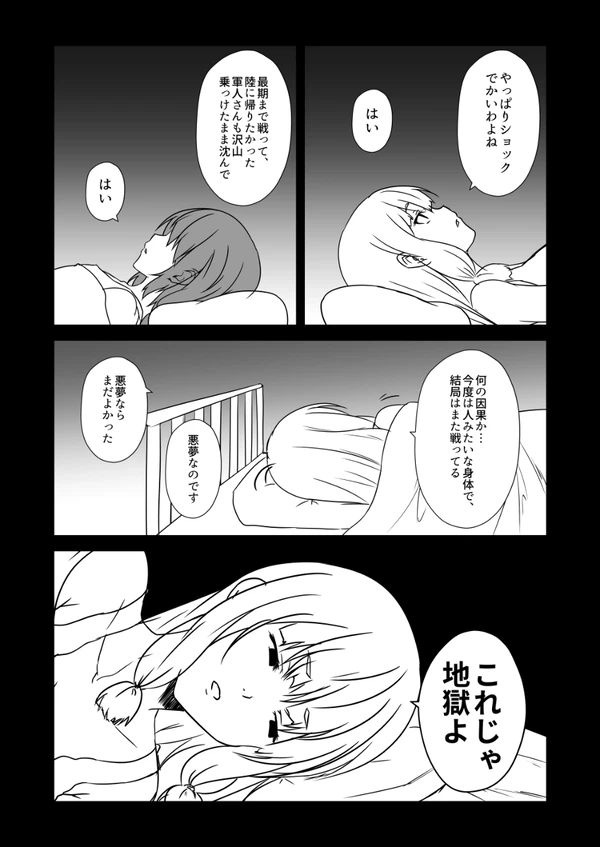 やっぱりショック
でかいわよね
はい
最期まで戦って、
陸に帰りたかった
軍人さんも沢山
乗っけたまま沈んで
はい
何の因果か…
今度は人みたいな身体で、
結局はまた戦ってる
悪夢なのです
悪夢なら
まだよかった
これじゃ
地獄よ